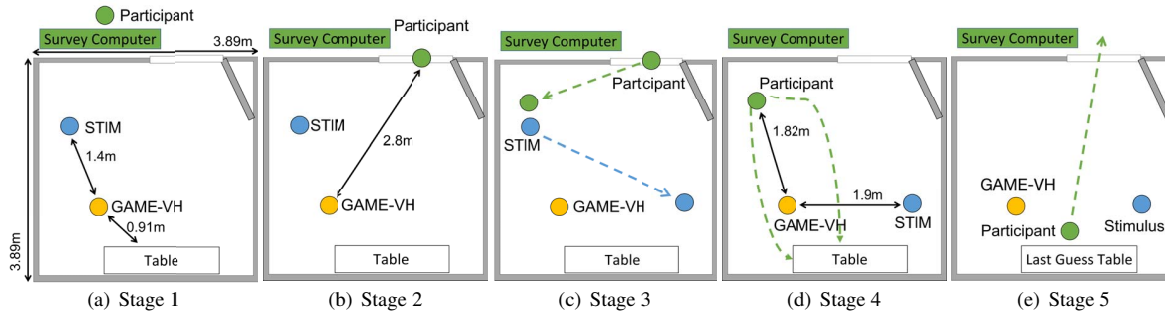 Participant
Survey Computer
3.89m
STIM
1.4m
GAME-VH
0.91m
3.89m
Table
(a) Stage 1
Participant
Survey Computer
STIM
2.8m
GAME-VH
Table
(b) Stage 2
Survey Computer
Partcipant
STIM
GAME-VH
Table
(c) Stage 3
Survey Computer
Participant
1.82m
1.9m
GAME-VH
STIM
Table
(d) Stage 4
Survey Computer
GAME-VH
Participant
Stimulus
Last Guess Table
(e) Stage 5